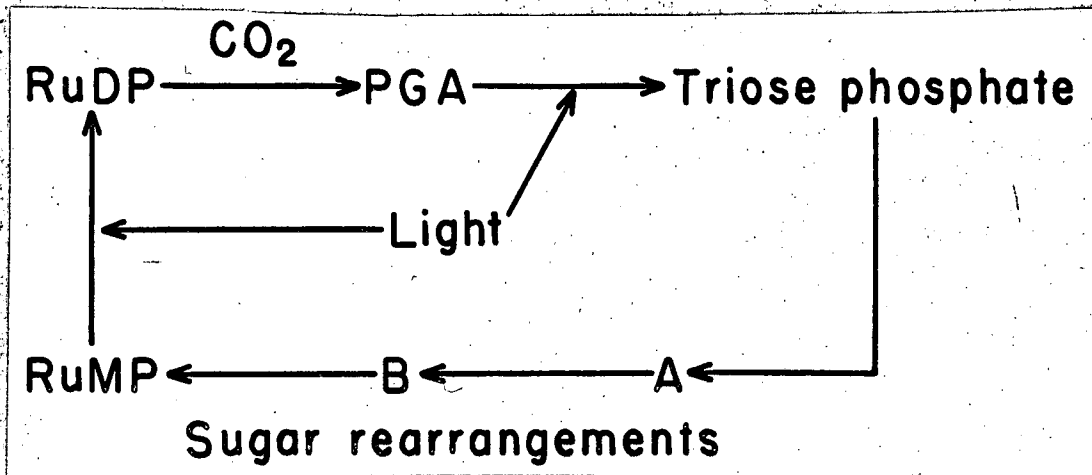 CO2
RuDP PGA Triose phosphate
Light
RuMP B A
Sugar rearrangements